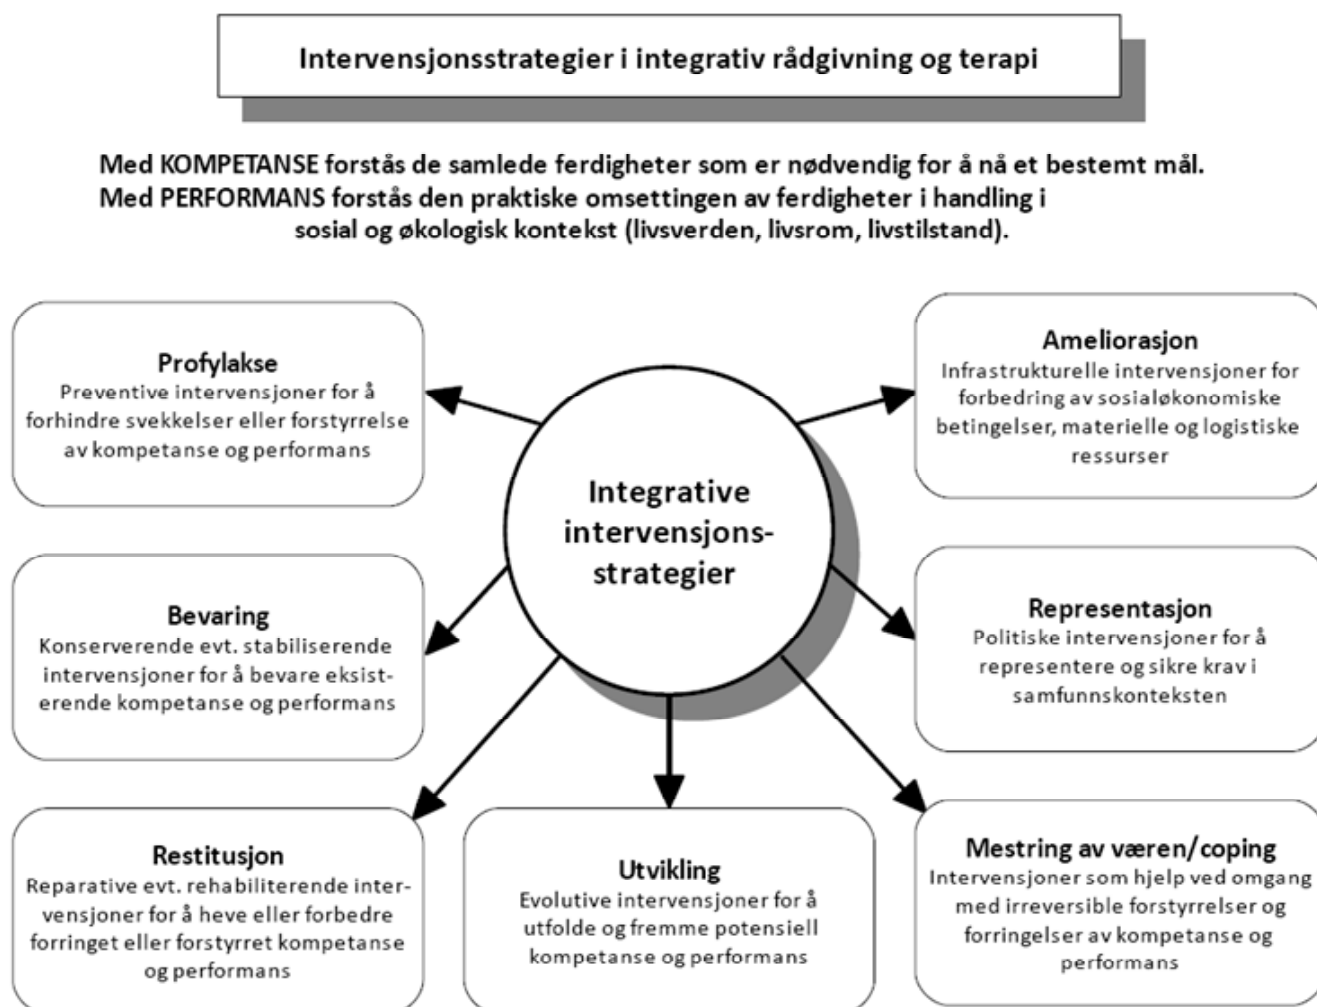 Intervensjonsstrategier i integrativ rådgivning og terapi
Med KOMPETANSE forstås de samlede ferdigheter som er nødvendig for å nå et bestemt mål.
Med PERFORMANS forstås den praktiske omsettingen av ferdigheter i handling i
sosial og økologisk kontekst (livsverden, livsrom, livstilstand).
Profylakse
Preventive intervensjoner for å
forhindre svekkelser eller forstyrrelse
av kompetanse og performans
Ameliorasjon
Infrastrukturelle intervensjoner for
forbedring av sosialøkonomiske
betingelser, materielle og logistiske
ressurser
Integrative
intervensjons-
strategier
Bevaring
Konserverende evt. stabiliserende
intervensjoner for å bevare eksist-
erende kompetanse og performans
Representasjon
Politiske intervensjoner for å
representere og sikre krav i
samfunnskonteksten
Restitusjon
Reparative evt. rehabiliterende inter-
vensjoner for å heve eller forbedre
forringet eller forstyrret kompetanse
og performans
Utvikling
Evolutive intervensjoner for å
utfolde og fremme potensiell
kompetanse og performans
Mestring av væren/coping
Intervensjoner som hjelp ved omgang
med irreversible forstyrrelser og
forringelser av kompetanse og
performans